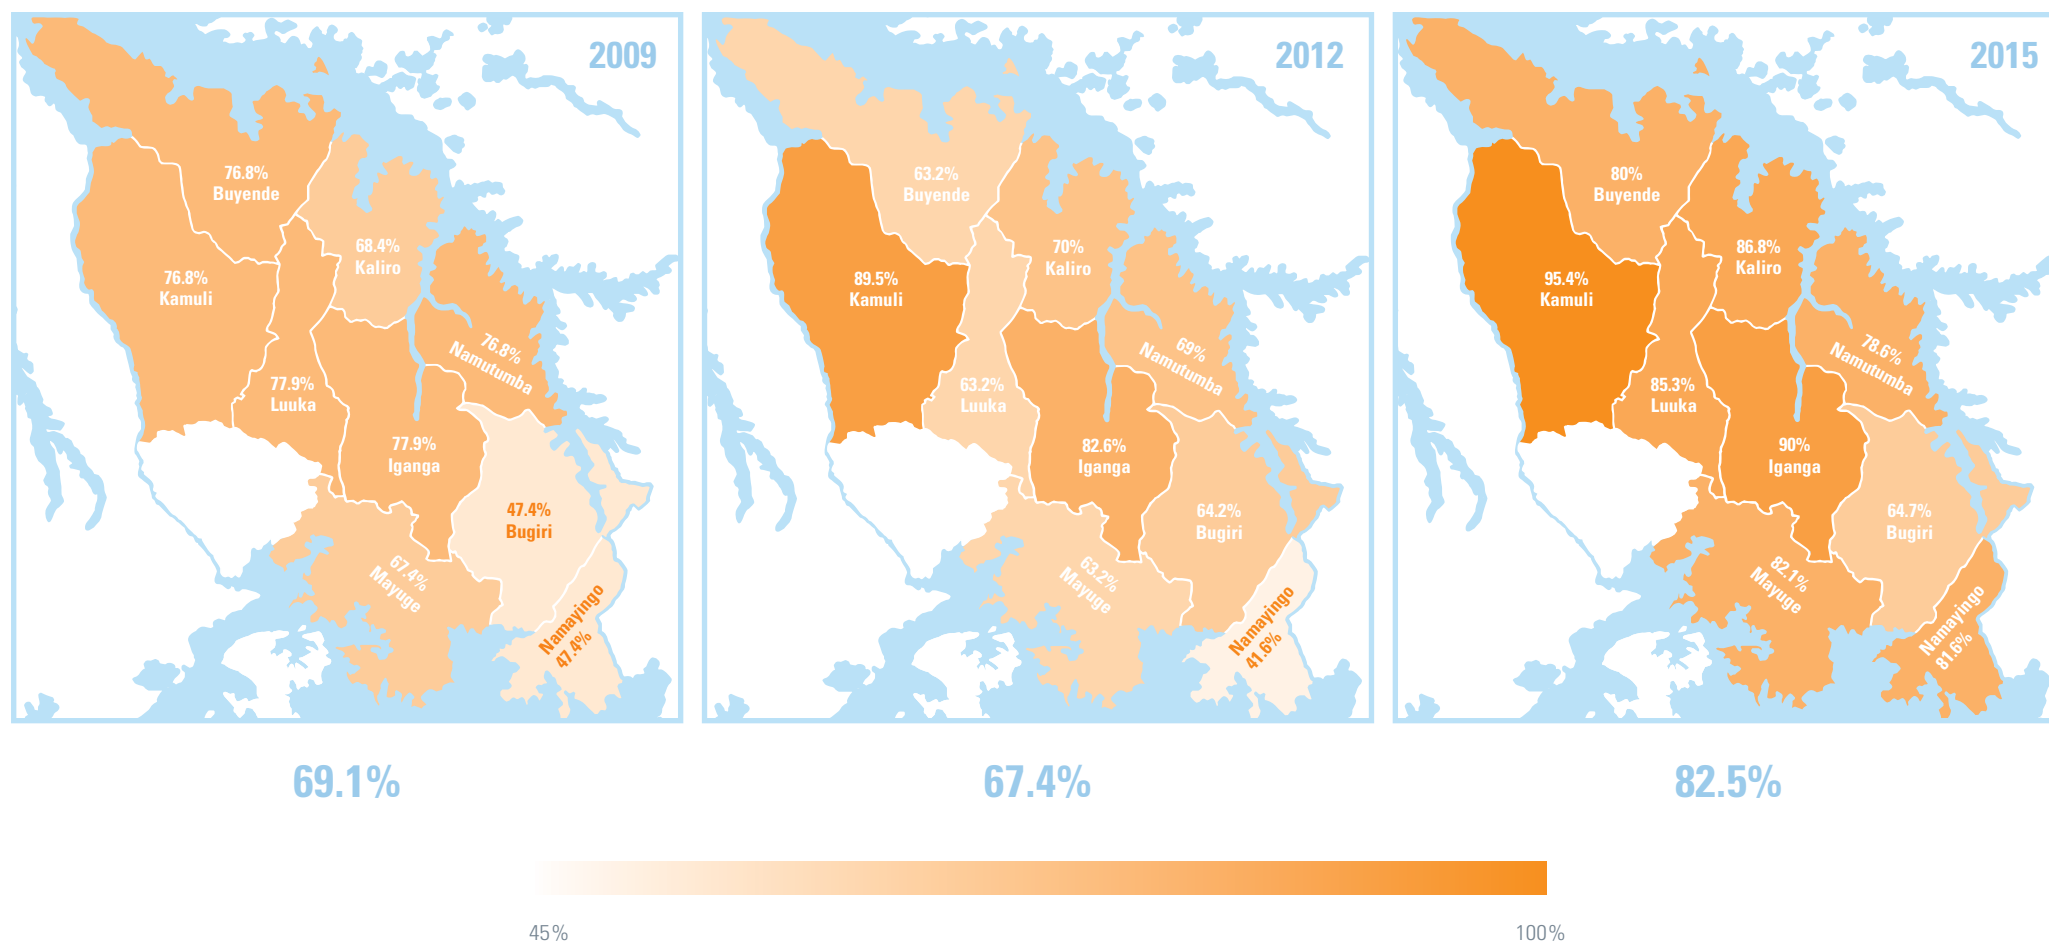 2009
76.8%
Buyende
68.4%
Kaliro
76.8%
Kamuli
76.8%
Namutumba
77.9%
Luuka
77.9%
Iganga
47.4%
Bugiri
67.4%
Mayuge
Namayingo
47.4%
69.1%
2012
63.2%
Buyende
70%
Kaliro
89.5%
Kamuli
69%
Namutumba
63.2%
Luuka
82.6%
Iganga
64.2%
Bugiri
63.2%
Mayuge
Namayingo
41.6%
67.4%
2015
80%
Buyende
86.8%
Kaliro
95.4%
Kamuli
78.6%
Namutumba
85.3%
Luuka
90%
Iganga
64.7%
Bugiri
82.1%
Mayuge
Namayingo
81.6%
82.5%
45%
100%